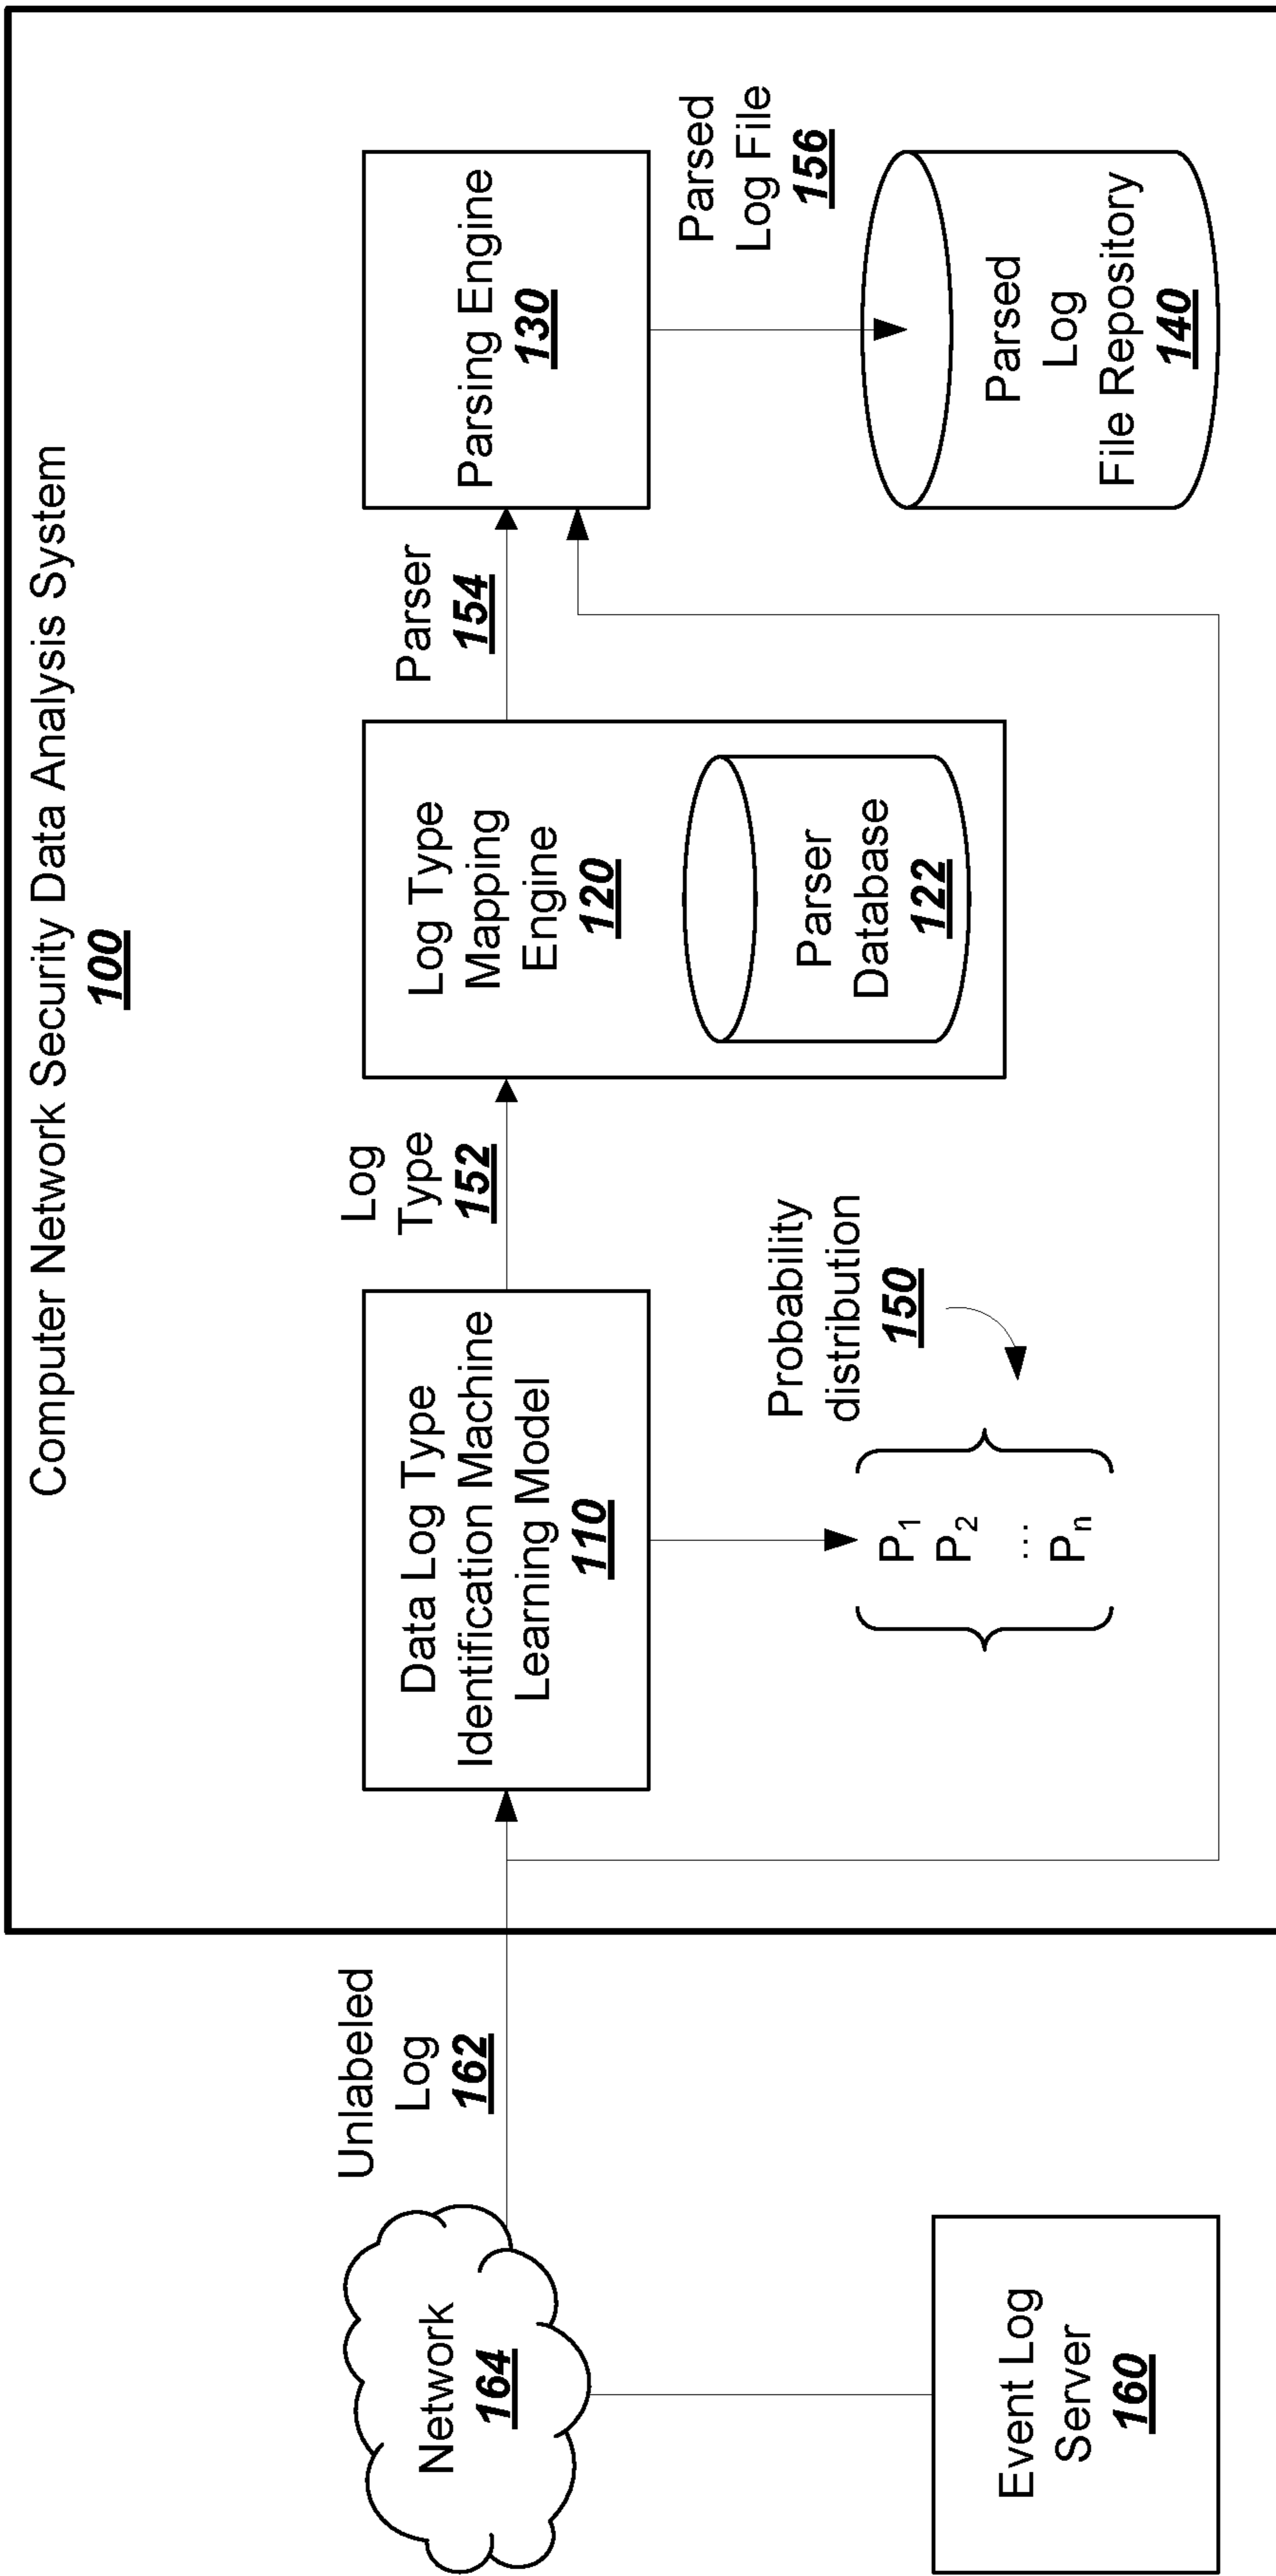 Computer Network Security Data Analysis System
100
Network
164
Event Log
Server
160
Unlabeled
Log
162
Data Log Type
Identification Machine
Learning Model
110
P1
P2
...
Pn
Probability
distribution
150
Log
Type
152
Log Type
Mapping
Engine
120
Parser
Database
122
Parser
154
Parsing Engine
130
Parsed
Log File
156
Parsed
Log
File Repository
140